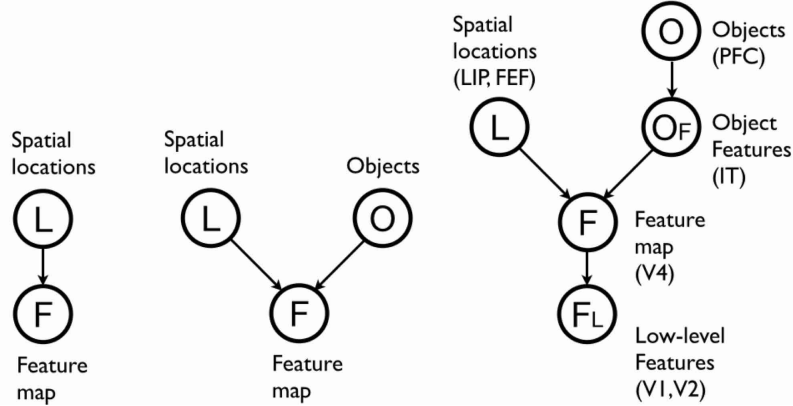 Spatial
locations
L
F
Feature
map
Spatial
locations
Objects
L
O
F
Feature
map
Spatial
locations
(LIP, FEF)
O
Objects
(PFC)
L
OF
Object
Features
(IT)
F
Feature
map
(V4)
FL
Low-level
Features
(V1,V2)